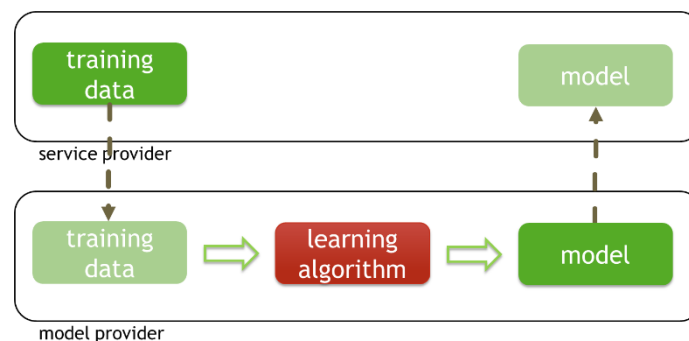 training
data
model
service provider
training
data
learning
algorithm
model
model provider